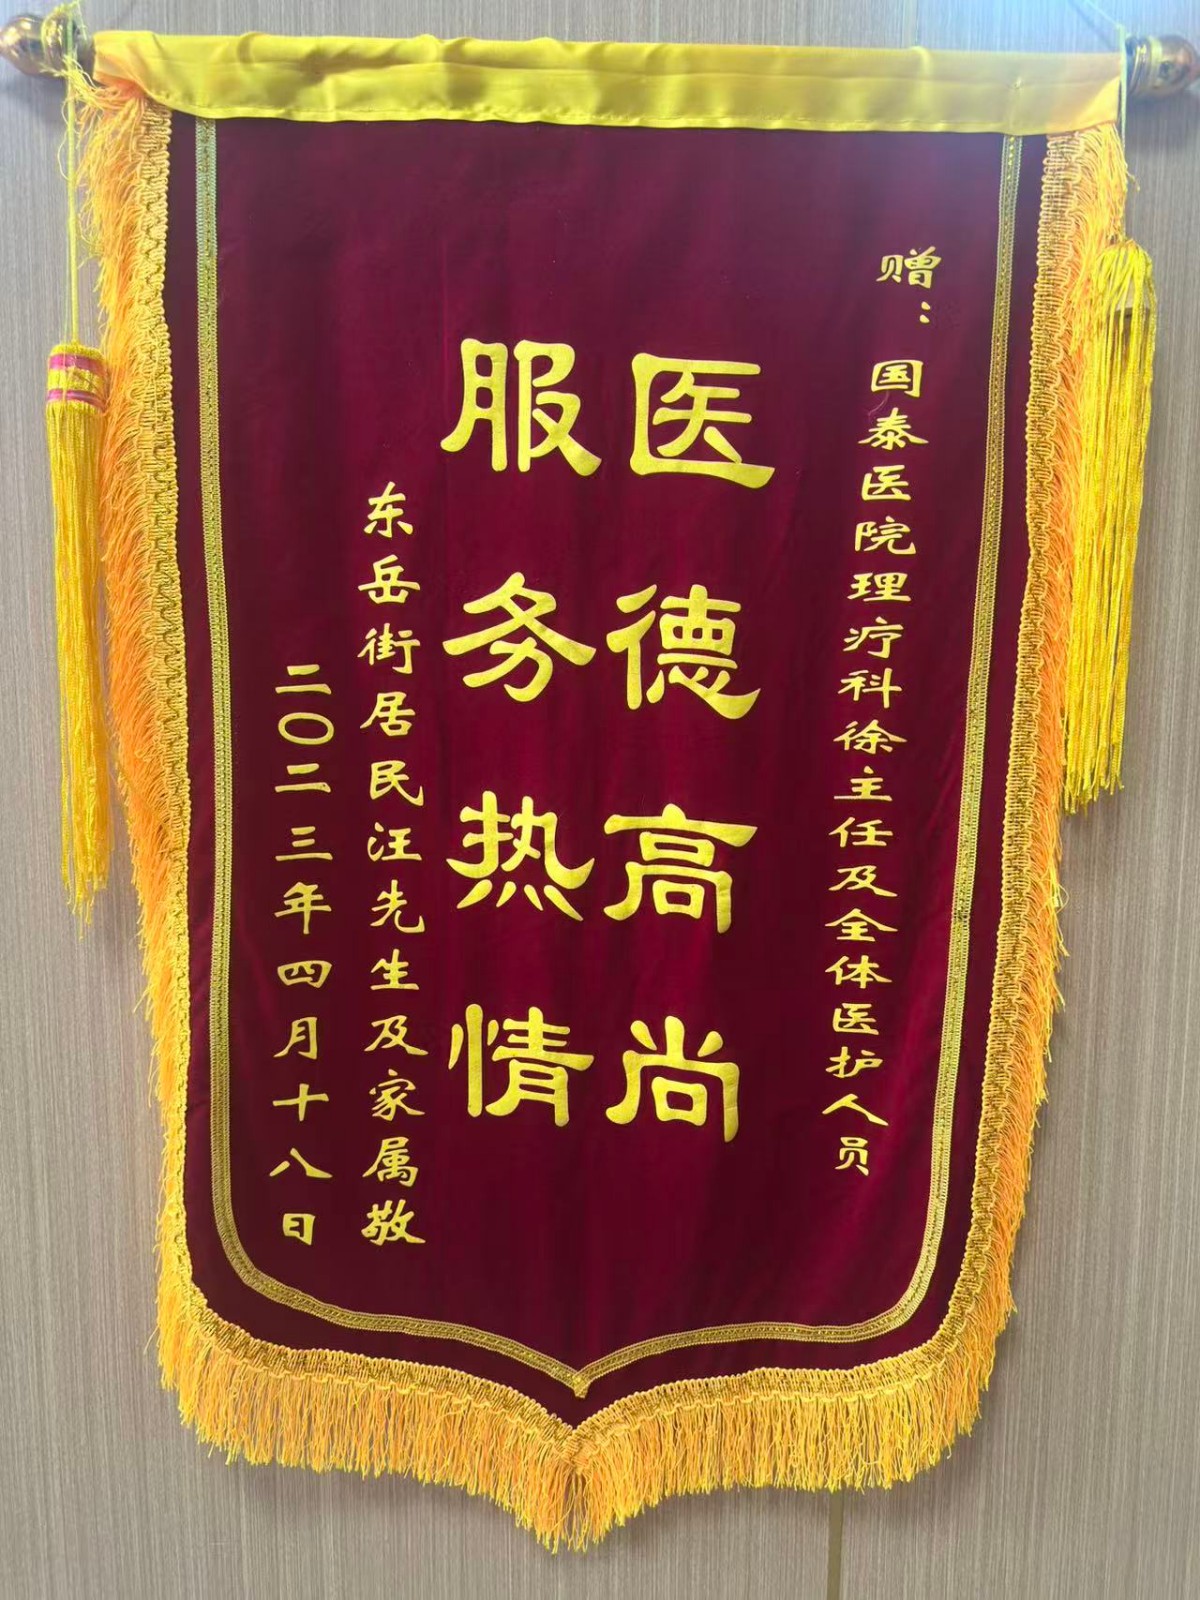 赠：国泰医院理疗科徐主任及全体医护人员
医德高尚
服务热情
东岳街居民汪先生及家属敬
二〇二三年四月十八日